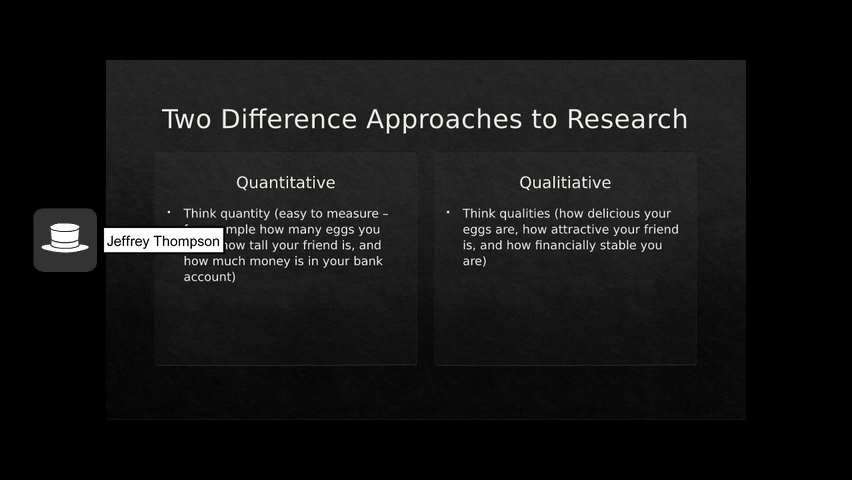 Two Difference Approaches to Research
Quantitative
• Think quantity (easy to measure –
mple how many eggs you
how tall your friend is, and
how much money is in your bank
account)
Qualitiative
• Think qualities (how delicious your
eggs are, how attractive your friend
is, and how financially stable you
are)
Jeffrey Thompson